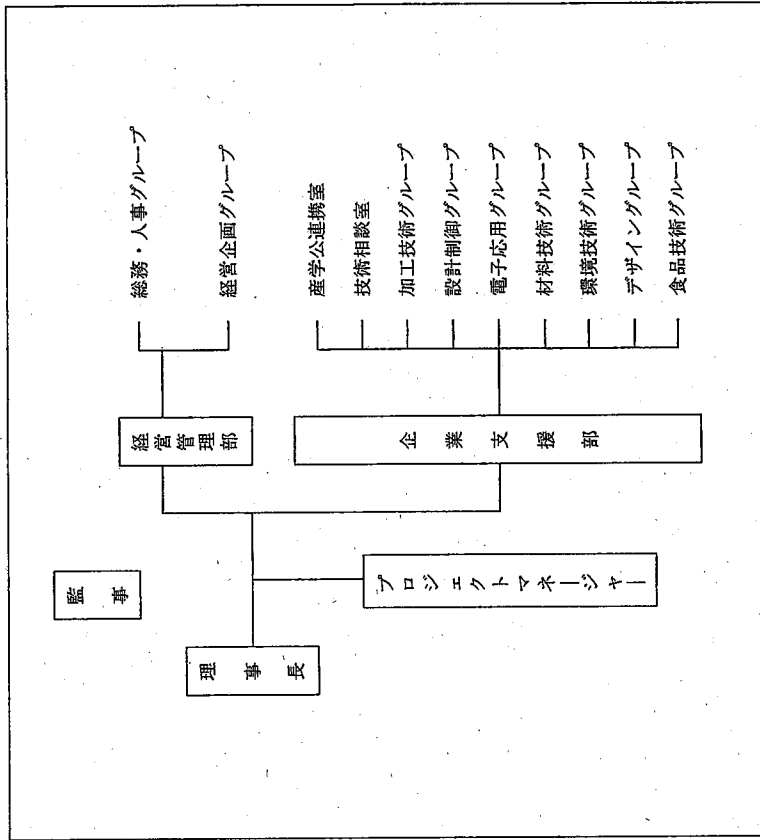 監事
理事長
プロジェクトマネージャー
経営管理部
総務・人事グループ
経営企画グループ
企業支援部
産学公連携室
技術相談室
加工技術グループ
設計制御グループ
電子応用グループ
材料技術グループ
環境技術グループ
デザイングループ
食品技術グループ